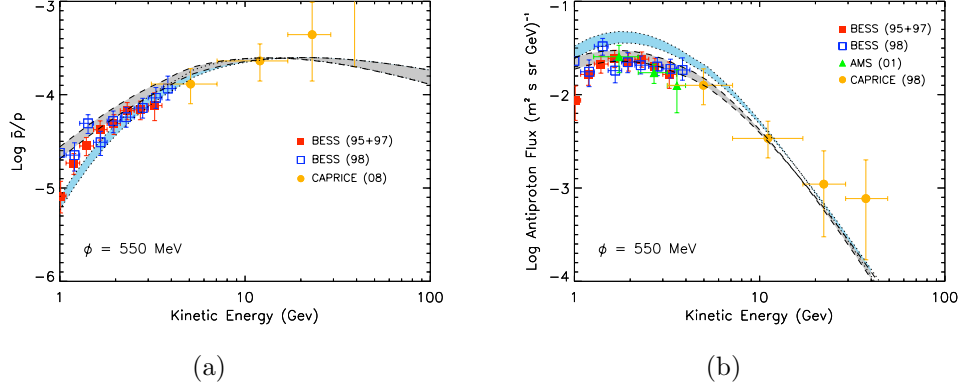 -3
-4
-5
-6
Log p̄/p
BESS (95+97)
BESS (98)
CAPRICE (08)
ϕ = 550 MeV
1
10
100
Kinetic Energy (Gev)
(a)
0
-1
-2
-3
-4
Log Antiproton Flux (m² s sr GeV)⁻¹
BESS (95+97)
BESS (98)
AMS (01)
CAPRICE (98)
ϕ = 550 MeV
1
10
100
Kinetic Energy (GeV)
(b)